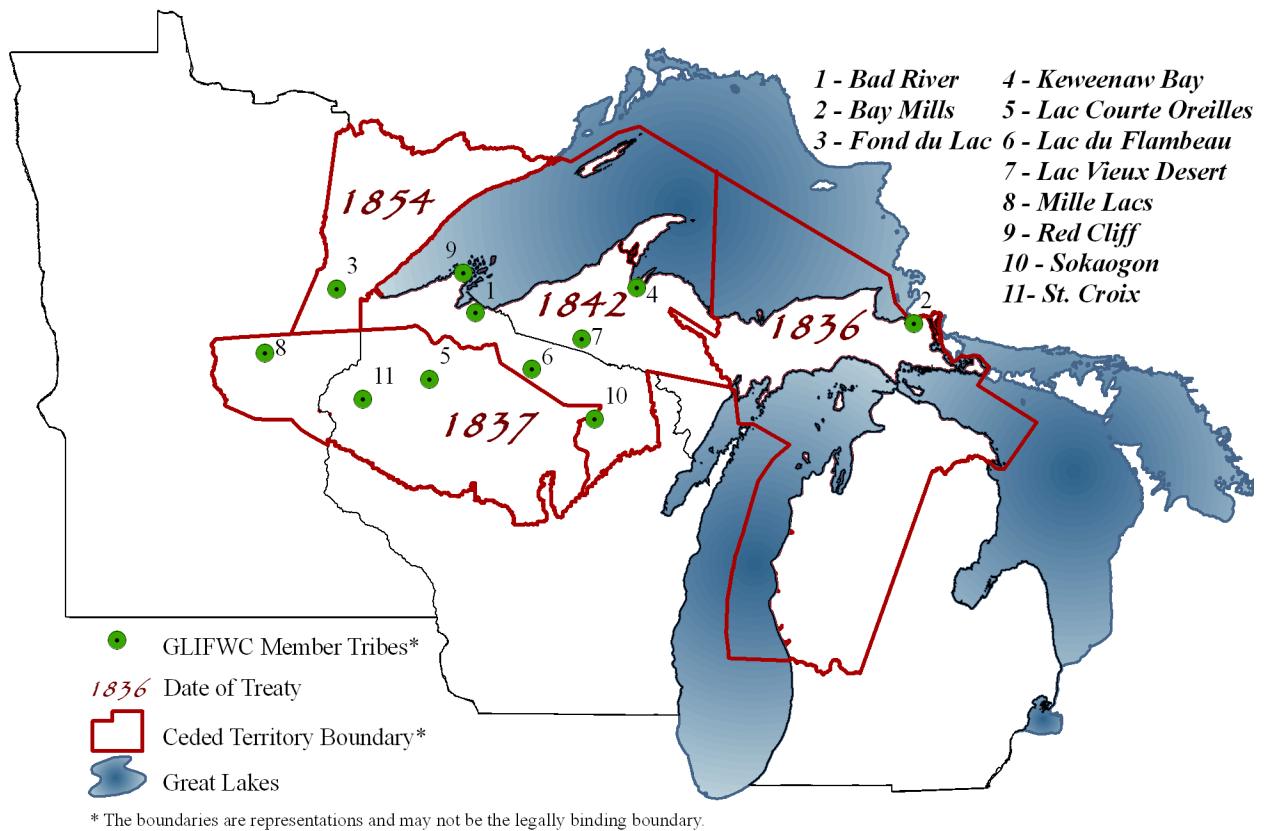 1 - Bad River
2 - Bay Mills
3 - Fond du Lac
4 - Keweenaw Bay
5 - Lac Courte Oreilles
6 - Lac du Flambeau
7 - Lac Vieux Desert
8 - Mille Lacs
9 - Red Cliff
10 - Sokaogon
11- St. Croix
1854
9
3
1
1842
4
2
1836
7
8
5
6
11
10
1837
GLIFWC Member Tribes*
1836 Date of Treaty
Ceded Territory Boundary*
Great Lakes
* The boundaries are representations and may not be the legally binding boundary.